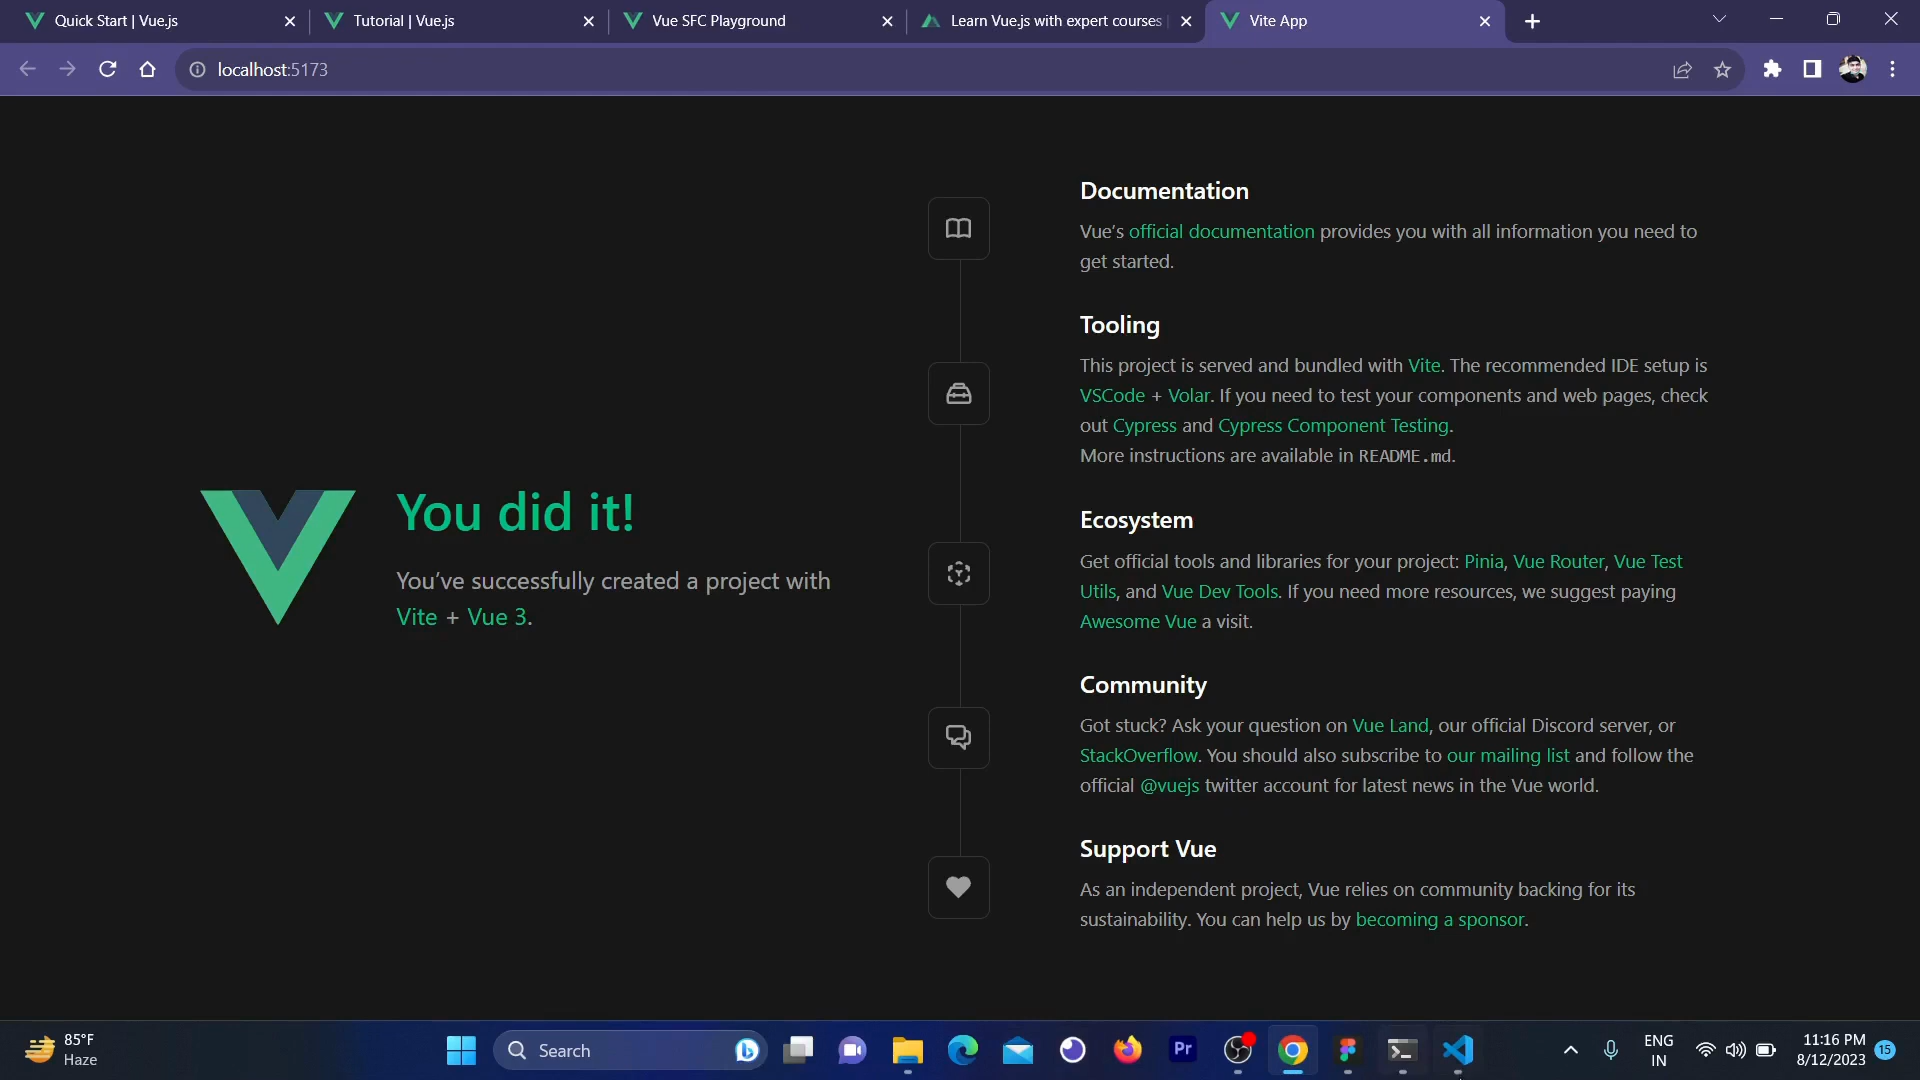 Quick Start | Vue.js
Tutorial | Vue.js
Vue SFC Playground
Learn Vue.js with expert courses |
Vite App
localhost:5173
You did it!
You've successfully created a project with
Vite + Vue 3.
Documentation
Vue's official documentation provides you with all information you need to
get started.
Tooling
This project is served and bundled with Vite. The recommended IDE setup is
VSCode + Volar. If you need to test your components and web pages, check
out Cypress and Cypress Component Testing.
More instructions are available in README.md.
Ecosystem
Get official tools and libraries for your project: Pinia, Vue Router, Vue Test
Utils, and Vue Dev Tools. If you need more resources, we suggest paying
Awesome Vue a visit.
Community
Got stuck? Ask your question on Vue Land, our official Discord server, or
StackOverflow. You should also subscribe to our mailing list and follow the
official @vuejs twitter account for latest news in the Vue world.
Support Vue
As an independent project, Vue relies on community backing for its
sustainability. You can help us by becoming a sponsor.
85°F
Haze
Search
Pr
ENG
IN
11:16 PM
8/12/2023
15